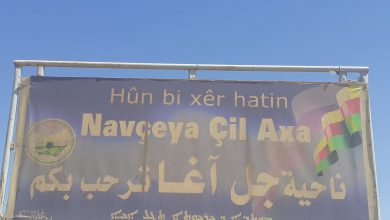 Hûn bi xêr hatin
Navçeya Çil Axa
ناحية جل آغا ترحب بكم